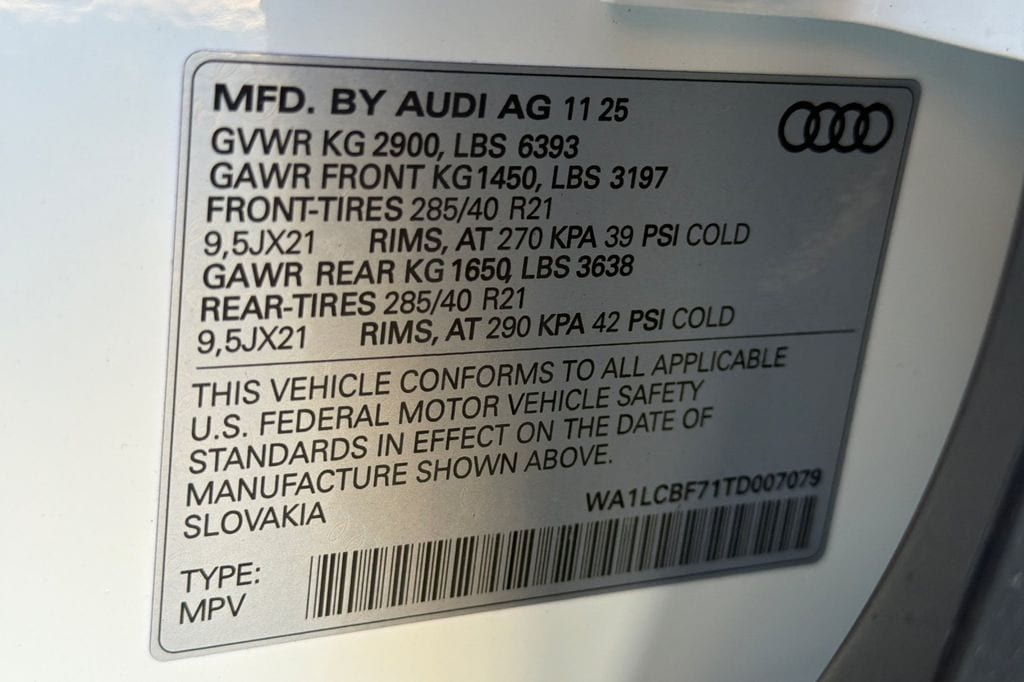 MFD. BY AUDI AG 11 25
GVWR KG 2900, LBS 6393
GAWR FRONT KG 1450, LBS 3197
FRONT-TIRES 285/40 R21
9,5JX21 RIMS, AT 270 KPA 39 PSI COLD
GAWR REAR KG 1650, LBS 3638
REAR-TIRES 285/40 R21
9,5JX21 RIMS, AT 290 KPA 42 PSI COLD
THIS VEHICLE CONFORMS TO ALL APPLICABLE
U.S. FEDERAL MOTOR VEHICLE SAFETY
STANDARDS IN EFFECT ON THE DATE OF
MANUFACTURE SHOWN ABOVE.
SLOVAKIA
WA1LCBF71TD007079
TYPE:
MPV